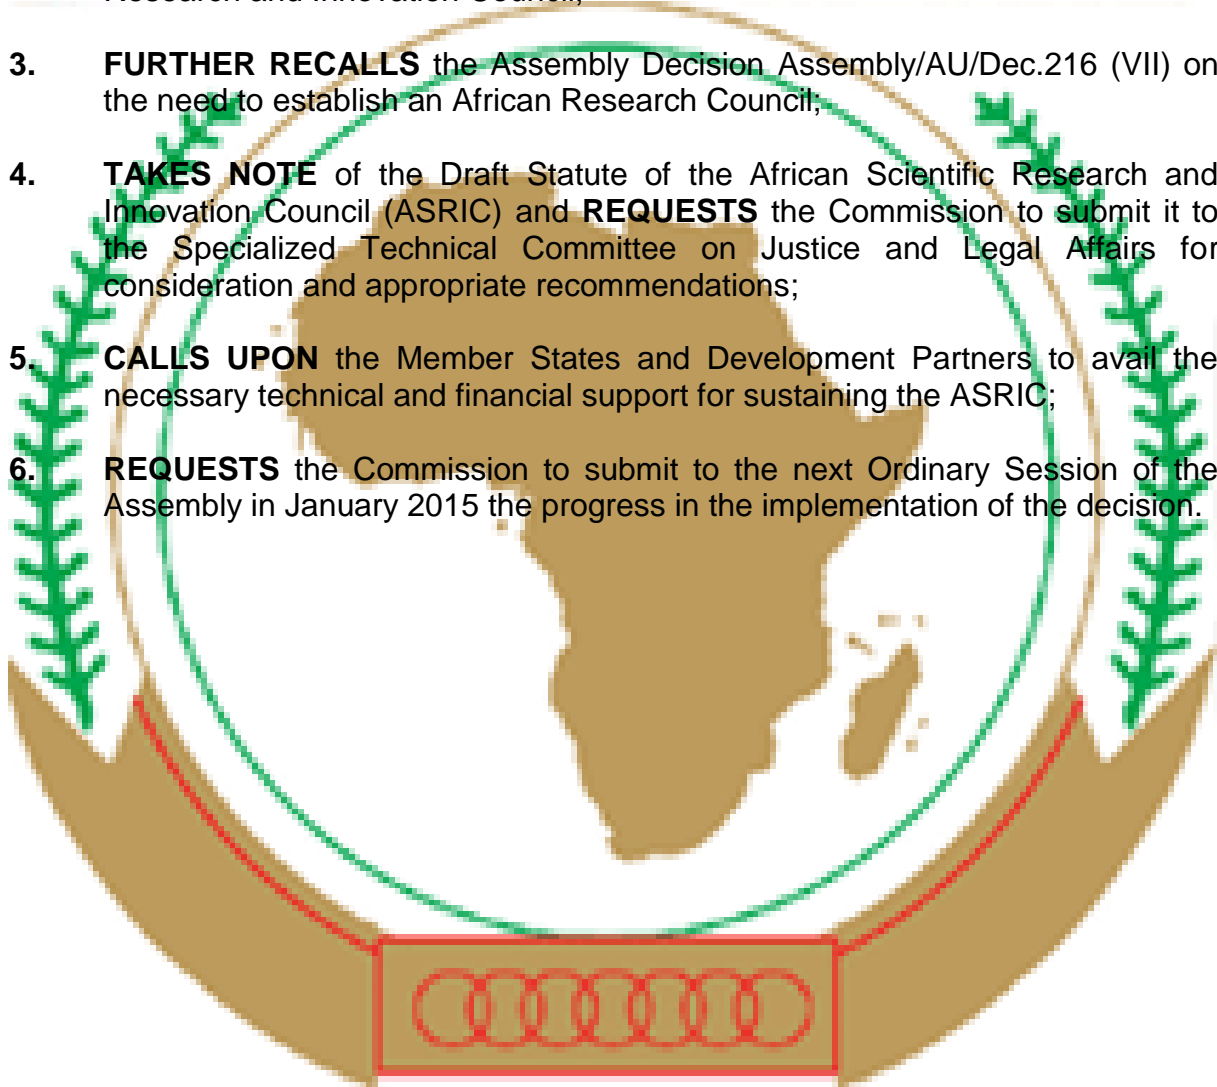 Research and Innovation Council;
3. FURTHER RECALLS the Assembly Decision Assembly/AU/Dec.216 (VII) on
the need to establish an African Research Council;
4. TAKES NOTE of the Draft Statute of the African Scientific Research and
Innovation Council (ASRIC) and REQUESTS the Commission to submit it to
the Specialized Technical Committee on Justice and Legal Affairs for
consideration and appropriate recommendations;
5. CALLS UPON the Member States and Development Partners to avail the
necessary technical and financial support for sustaining the ASRIC;
6. REQUESTS the Commission to submit to the next Ordinary Session of the
Assembly in January 2015 the progress in the implementation of the decision.